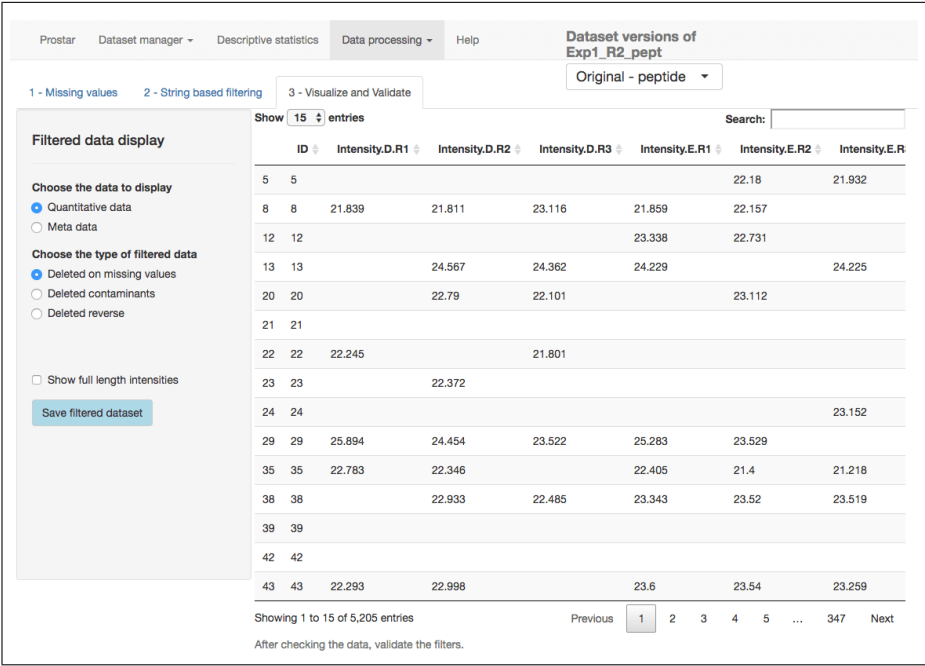 Prostar Dataset manager Descriptive statistics Data processing Help Dataset versions of
Exp1_R2_pept
Original - peptide
1 - Missing values 2 - String based filtering 3 - Visualize and Validate
Filtered data display
Choose the data to display
Quantitative data
Meta data
Choose the type of filtered data
Deleted on missing values
Deleted contaminants
Deleted reverse
Show full length intensities
Save filtered dataset
Show 15 entries Search:
ID Intensity.D.R1 Intensity.D.R2 Intensity.D.R3 Intensity.E.R1 Intensity.E.R2 Intensity.E.R
5 5 22.18 21.932
8 8 21.839 21.811 23.116 21.859 22.157
12 12 23.338 22.731
13 13 24.567 24.362 24.229 24.225
20 20 22.79 22.101 23.112
21 21
22 22 22.245 21.801
23 23 22.372
24 24 23.152
29 29 25.894 24.454 23.522 25.283 23.529
35 35 22.783 22.346 22.405 21.4 21.218
38 38 22.933 22.485 23.343 23.52 23.519
39 39
42 42
43 43 22.293 22.998 23.6 23.54 23.259
Showing 1 to 15 of 5,205 entries Previous 1 2 3 4 5 ... 347 Next
After checking the data, validate the filters.